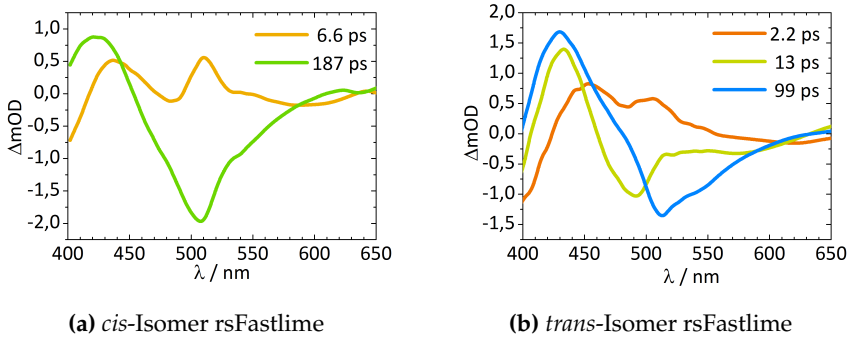 1,0
0,5
0,0
-0,5
-1,0
-1,5
-2,0
ΔmOD
6.6 ps
187 ps
400 450 500 550 600 650
λ / nm
(a) cis-Isomer rsFastlime
2,0
1,5
1,0
0,5
0,0
-0,5
-1,0
-1,5
ΔmOD
2.2 ps
13 ps
99 ps
400 450 500 550 600 650
λ / nm
(b) trans-Isomer rsFastlime